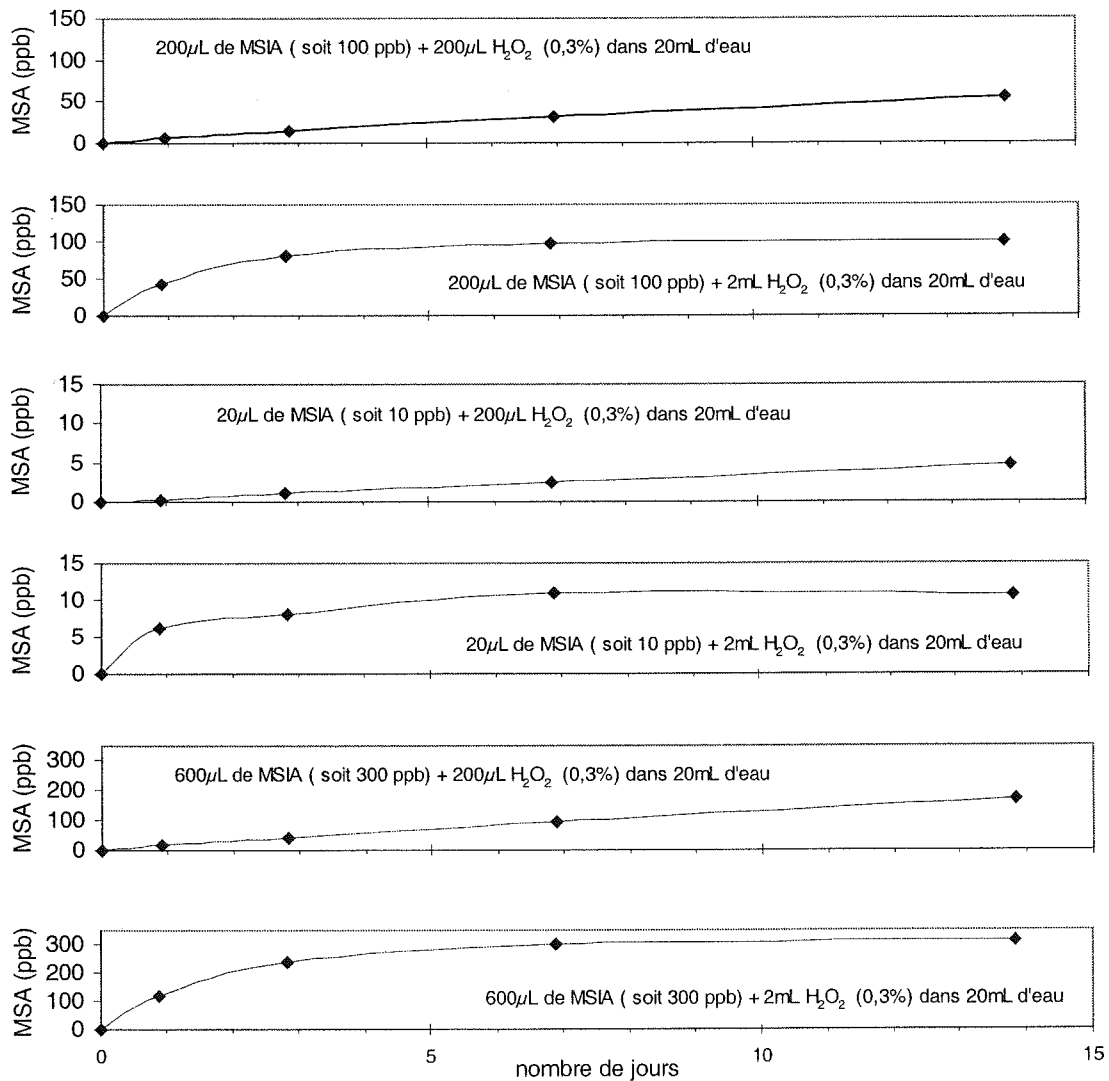 150
100
50
0
MSA (ppb)
200µL de MSIA ( soit 100 ppb) + 200µL H₂O₂ (0,3%) dans 20mL d'eau
150
100
50
0
MSA (ppb)
200µL de MSIA ( soit 100 ppb) + 2mL H₂O₂ (0,3%) dans 20mL d'eau
15
10
5
0
MSA (ppb)
20µL de MSIA ( soit 10 ppb) + 200µL H₂O₂ (0,3%) dans 20mL d'eau
15
10
5
0
MSA (ppb)
20µL de MSIA ( soit 10 ppb) + 2mL H₂O₂ (0,3%) dans 20mL d'eau
300
200
100
0
MSA (ppb)
600µL de MSIA ( soit 300 ppb) + 200µL H₂O₂ (0,3%) dans 20mL d'eau
300
200
100
0
MSA (ppb)
600µL de MSIA ( soit 300 ppb) + 2mL H₂O₂ (0,3%) dans 20mL d'eau
0 5 10 15
nombre de jours